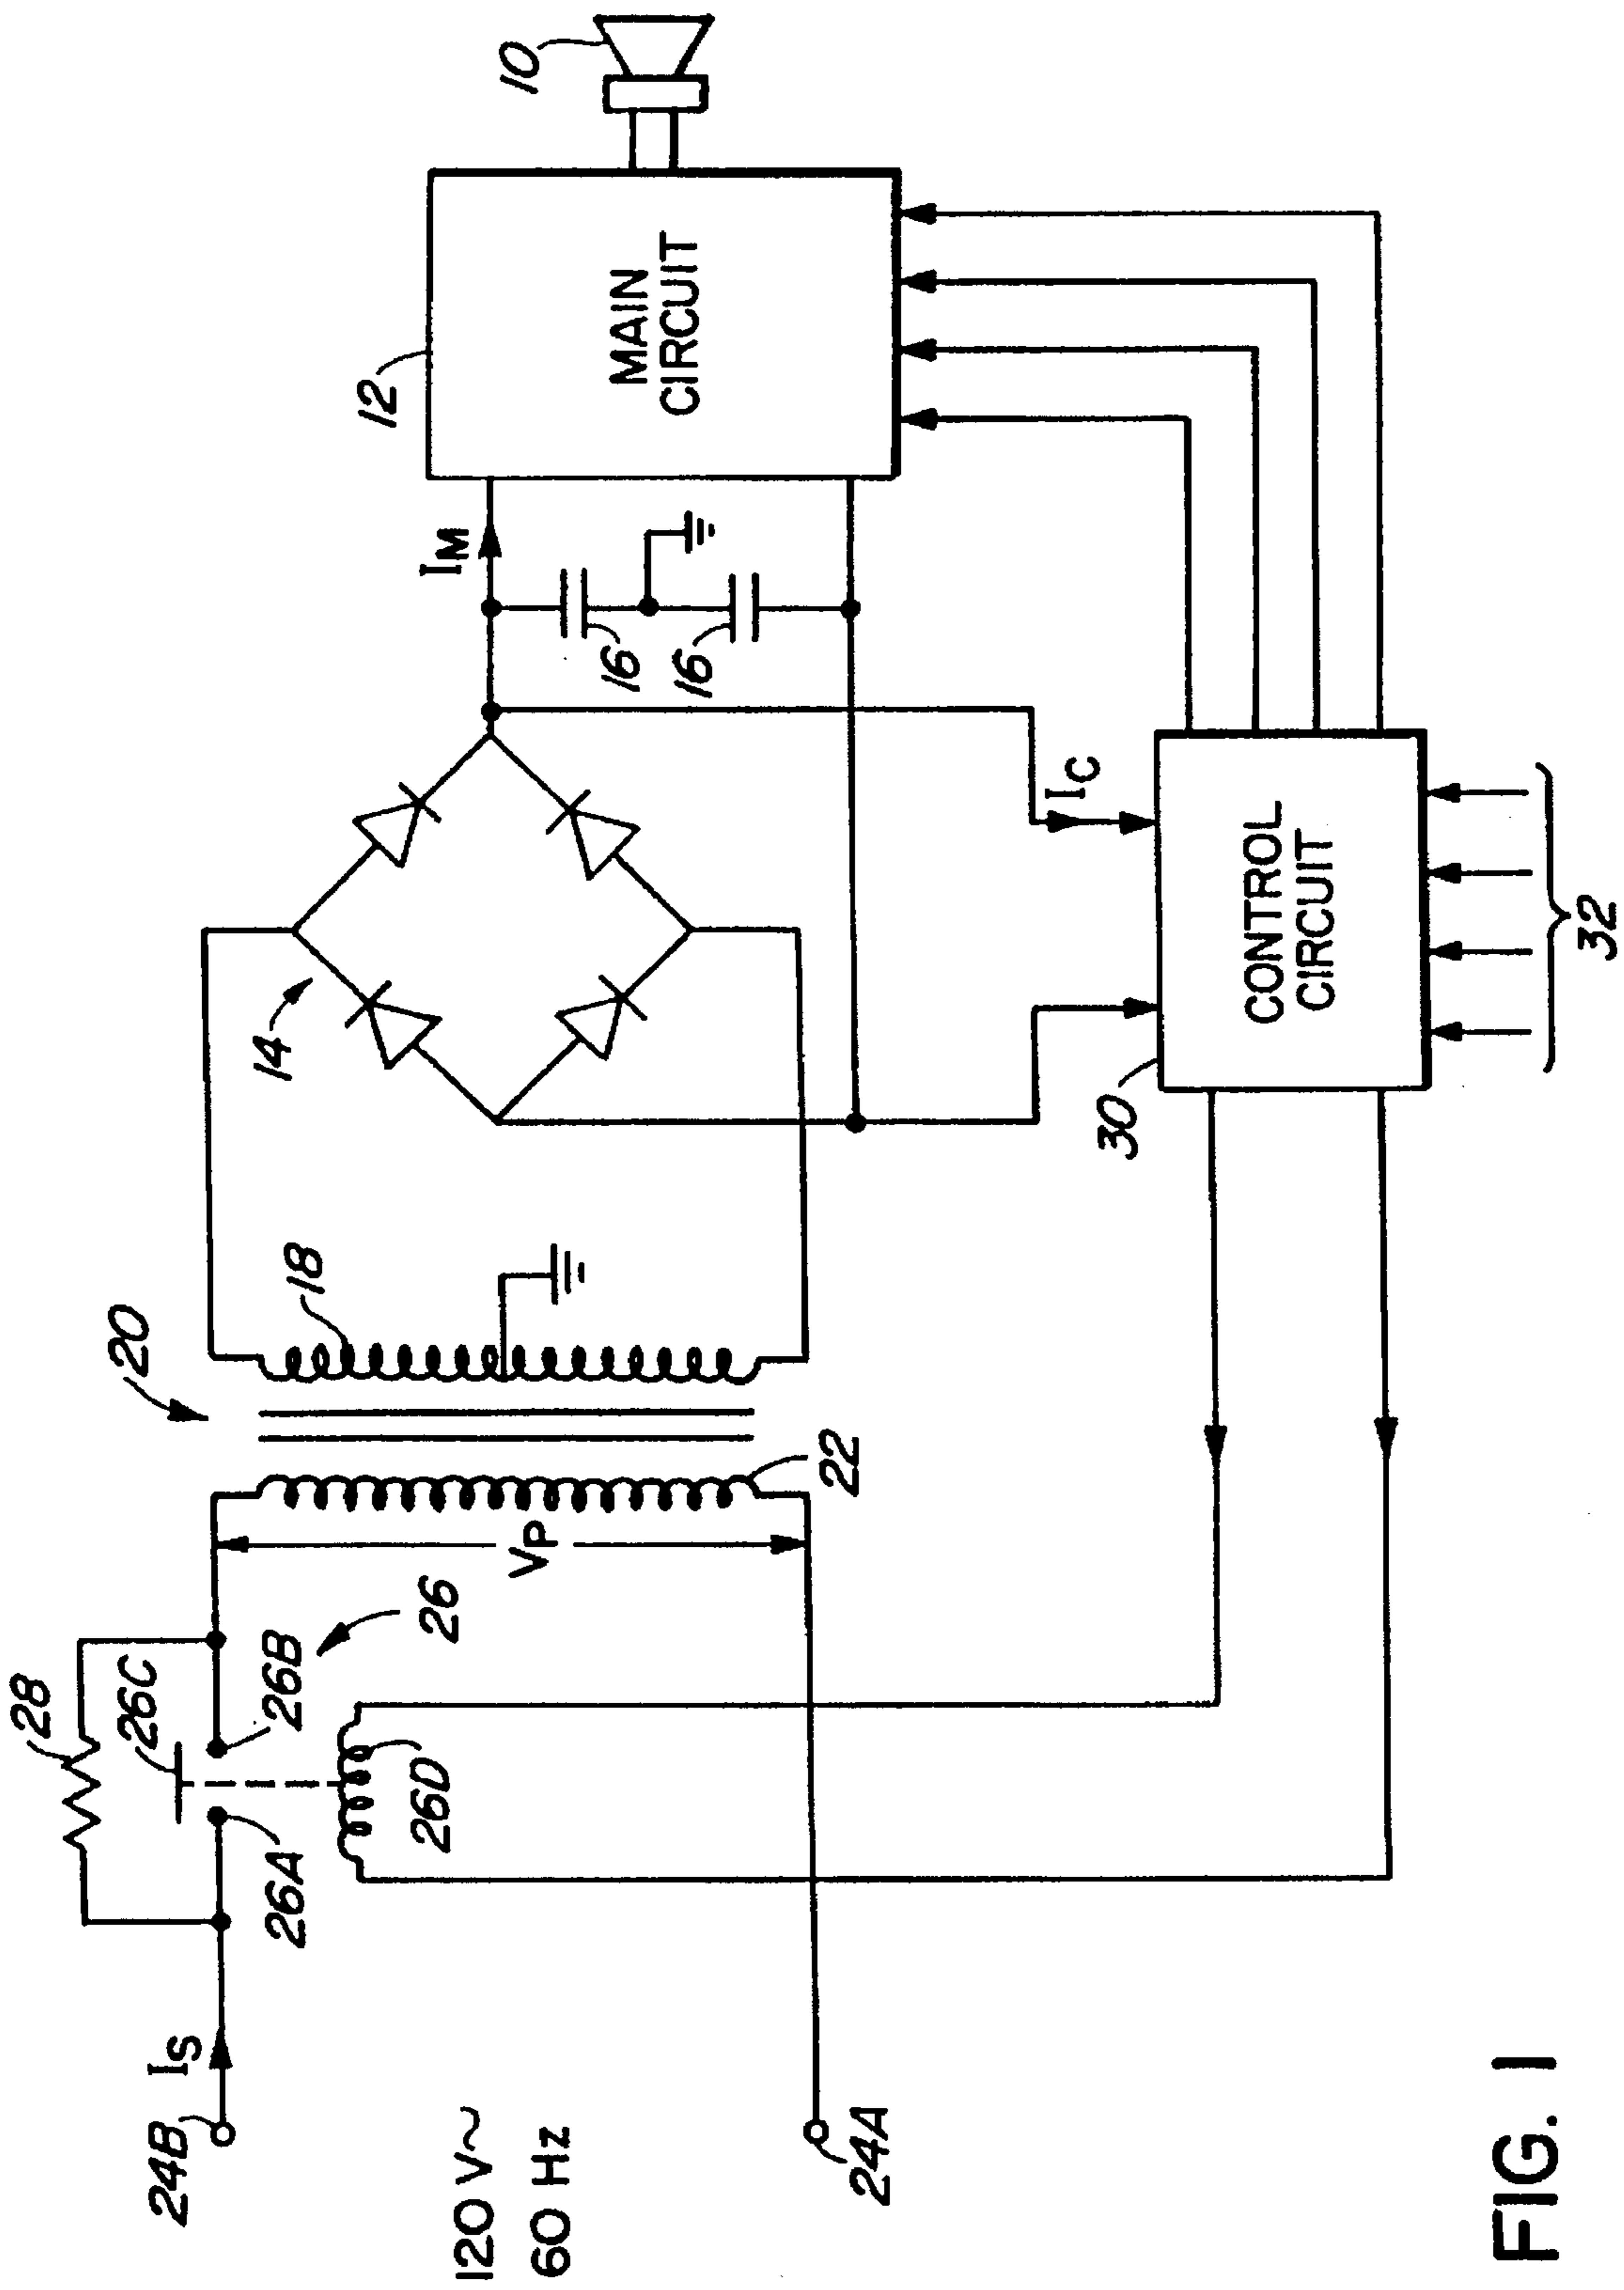 10
12
MAIN
CIRCUIT
IM
16
16
14
IC
CONTROL
CIRCUIT
30
32
20
18
22
VP
28
26C
26B
26
26A
26D
24B
IS
120 V~
60 Hz
24A
FIG. 1